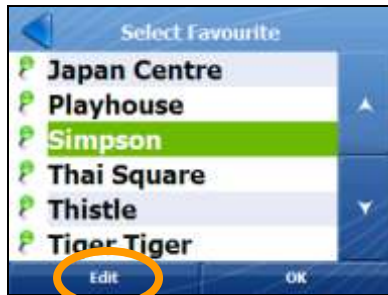 Select Favourite
Japan Centre
Playhouse
Simpson
Thai Square
Thistle
Tiger Tiger
Edit OK